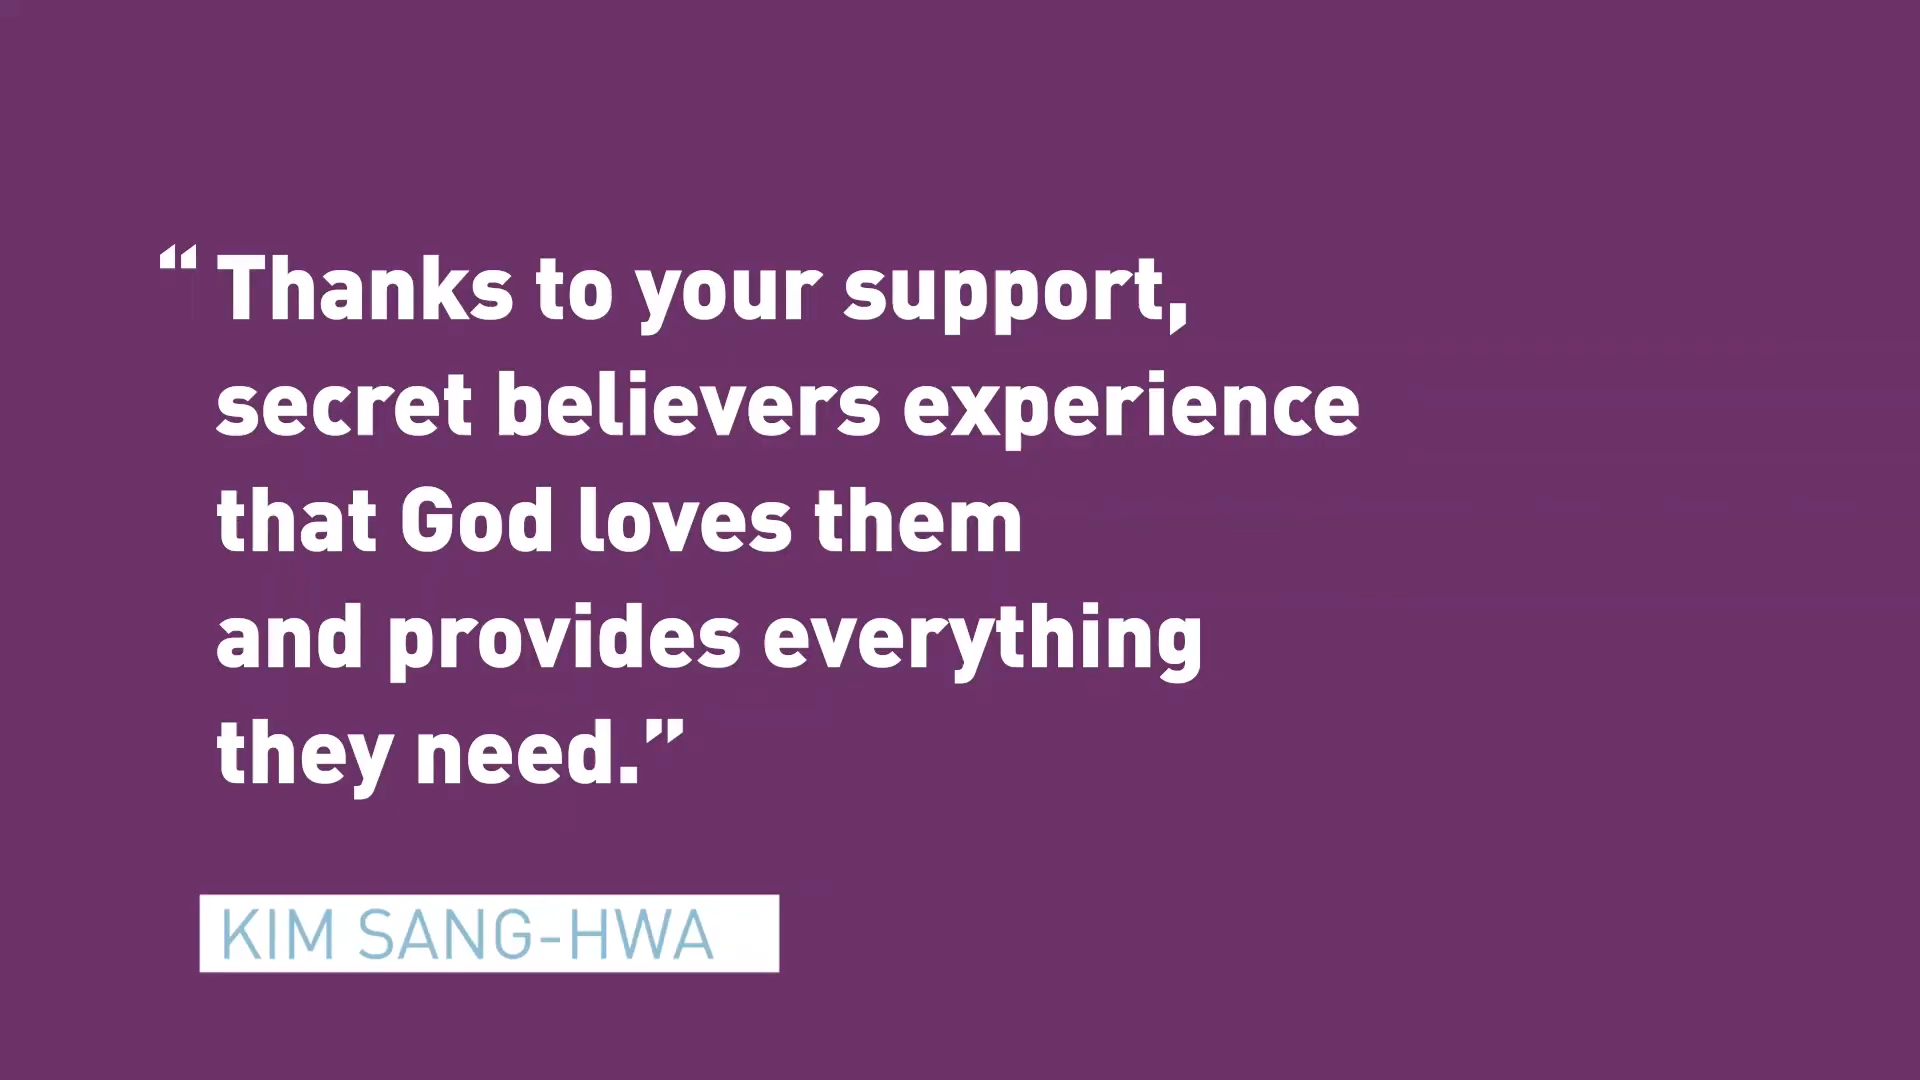 “Thanks to your support,
secret believers experience
that God loves them
and provides everything
they need.”
KIM SANG-HWA